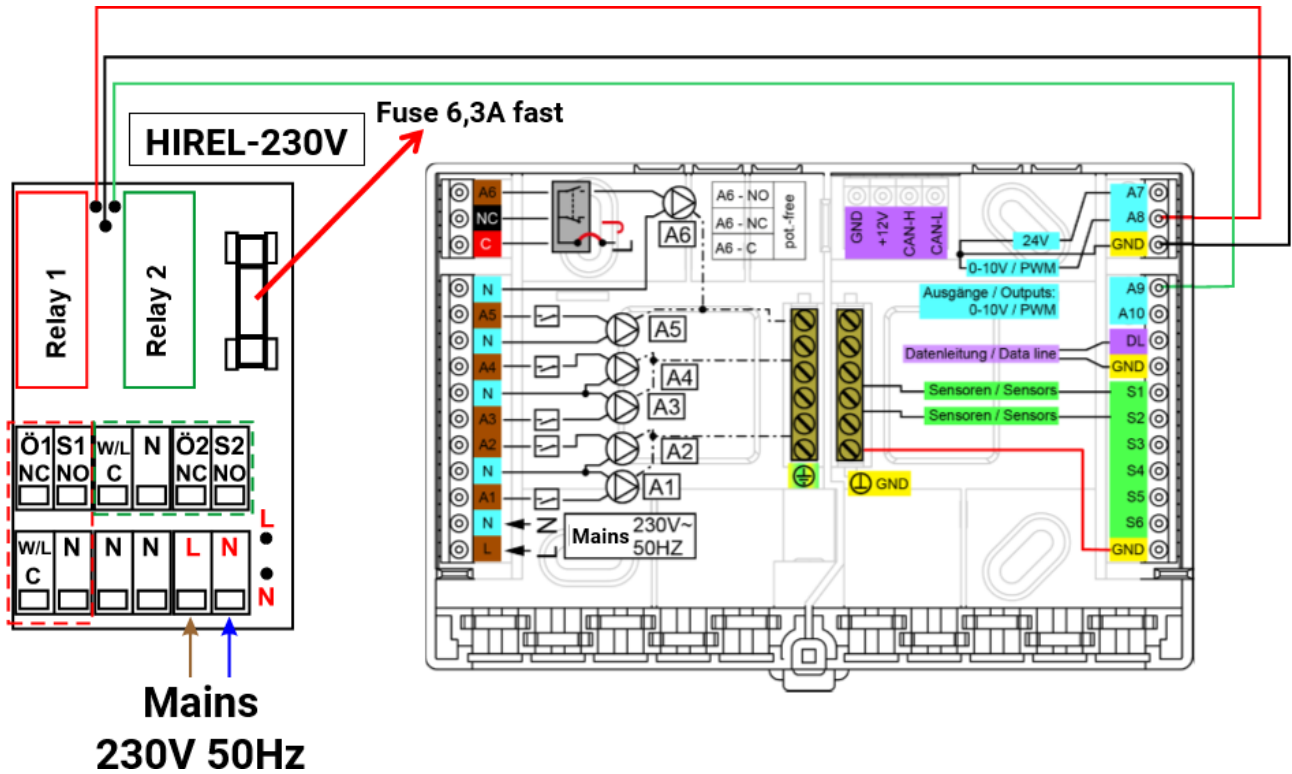 Fuse 6,3A fast
HIREL-230V
Relay 1
Relay 2
Ö1 S1 W/L N Ö2 S2
NC NO C NC NO
W/L N N N L N
C
L
N
Mains
230V 50Hz
A6
NC
C
N
A5
N
A4
N
A3
A2
N
A1
N
L
A6
A5
A4
A3
A2
A1
L
N
L
Mains 230V~
50HZ
A6 - NO
A6 - NC
A6 - C
pot.-free
GND
+12V
CAN-H
CAN-L
24V
0-10V / PWM
Ausgänge / Outputs:
0-10V / PWM
Datenleitung / Data line
Sensoren / Sensors
Sensoren / Sensors
GND
A7
A8
GND
A9
A10
DL
GND
S1
S2
S3
S4
S5
S6
GND